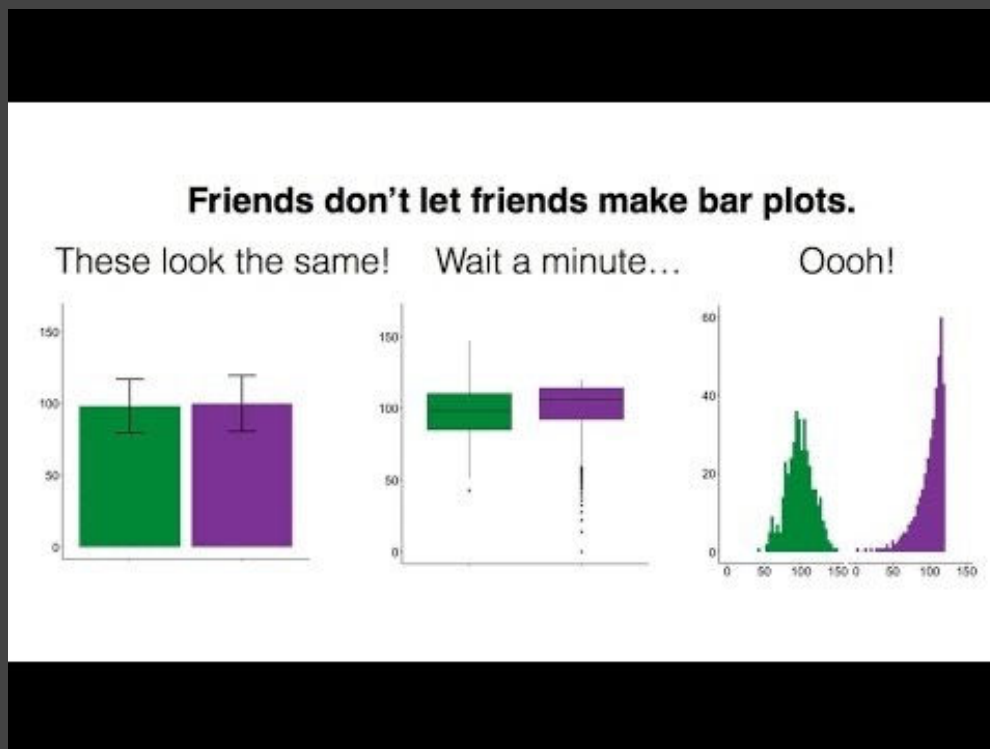 Friends don't let friends make bar plots.
These look the same!
Wait a minute...
Oooh!
150
100
50
0
150
100
50
0
60
40
20
0
0 50 100 150 0 50 100 150